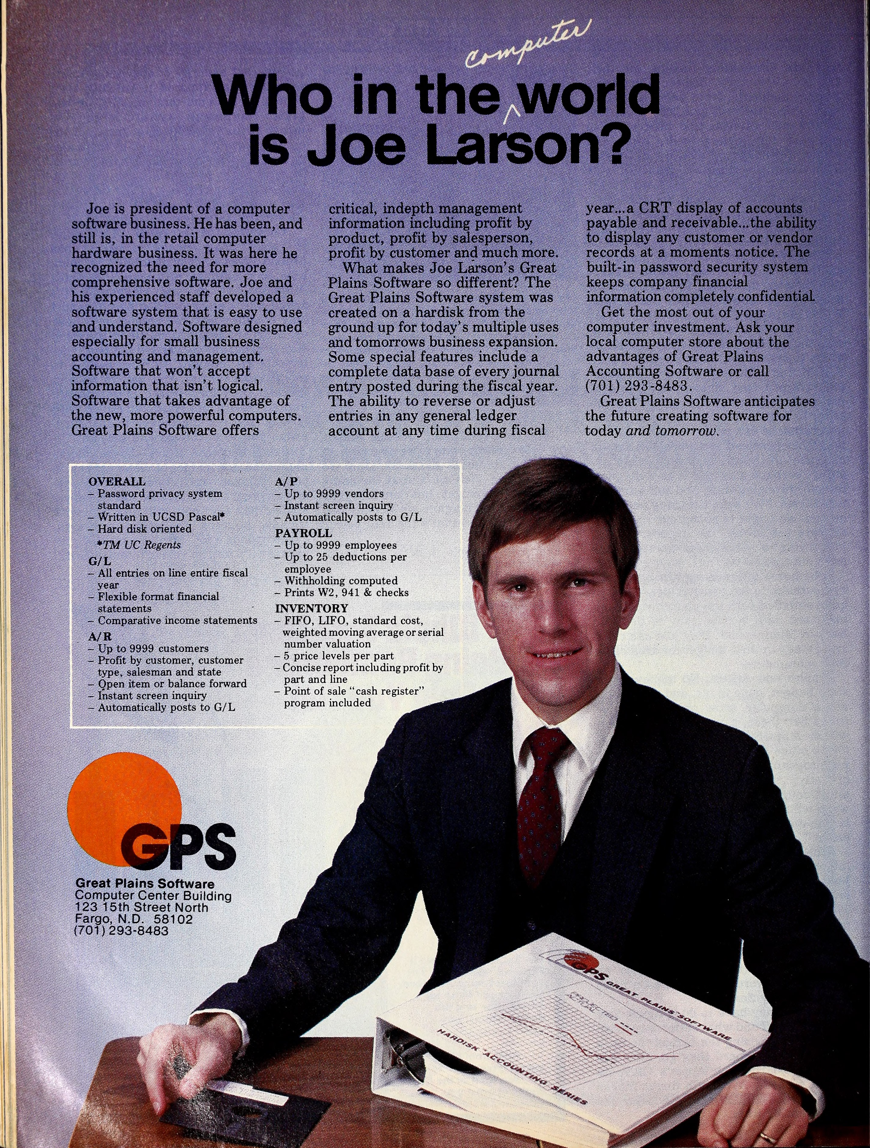 computer
Who in the ^ world
is Joe Larson?
Joe is president of a computer
software business. He has been, and
still is, in the retail computer
hardware business. It was here he
recognized the need for more
comprehensive software. Joe and
his experienced staff developed a
software system that is easy to use
and understand. Software designed
especially for small business
accounting and management.
Software that won't accept
information that isn't logical.
Software that takes advantage of
the new, more powerful computers.
Great Plains Software offers
critical, indepth management
information including profit by
product, profit by salesperson,
profit by customer and much more.
What makes Joe Larson's Great
Plains Software so different? The
Great Plains Software system was
created on a hardisk from the
ground up for today's multiple uses
and tomorrows business expansion.
Some special features include a
complete data base of every journal
entry posted during the fiscal year.
The ability to reverse or adjust
entries in any general ledger
account at any time during fiscal
year...a CRT display of accounts
payable and receivable...the ability
to display any customer or vendor
records at a moments notice. The
built-in password security system
keeps company financial
information completely confidential.
Get the most out of your
computer investment. Ask your
local computer store about the
advantages of Great Plains
Accounting Software or call
(701) 293-8483.
Great Plains Software anticipates
the future creating software for
today and tomorrow.
OVERALL
– Password privacy system
standard
– Written in UCSD Pascal*
– Hard disk oriented
*TM UC Regents
G/L
– All entries on line entire fiscal
year
– Flexible format financial
statements
– Comparative income statements
A/R
– Up to 9999 customers
– Profit by customer, customer
type, salesman and state
– Open item or balance forward
– Instant screen inquiry
– Automatically posts to G/L
A/P
– Up to 9999 vendors
– Instant screen inquiry
– Automatically posts to G/L
PAYROLL
– Up to 9999 employees
– Up to 25 deductions per
employee
– Withholding computed
– Prints W2, 941 & checks
INVENTORY
– FIFO, LIFO, standard cost,
weighted moving average or serial
number valuation
– 5 price levels per part
– Concise report including profit by
part and line
– Point of sale "cash register"
program included
GPS
Great Plains Software
Computer Center Building
123 15th Street North
Fargo, N.D. 58102
(701) 293-8483
GPS GREAT PLAINS SOFTWARE
PROJECTED
ACTUAL
HARDISK ACCOUNTING SERIES